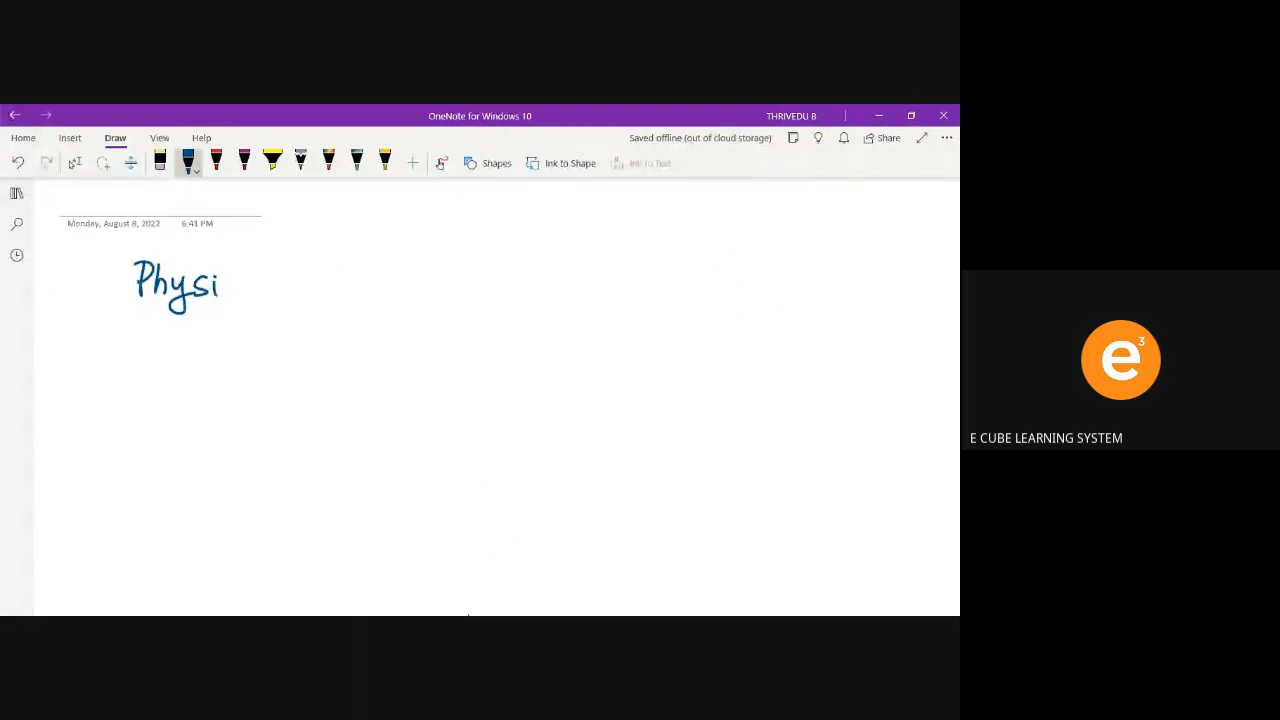 OneNote for Windows 10
THRIVEDU B
Home Insert Draw View Help
Saved offline (out of cloud storage)
Share
Shapes
Ink to Shape
Ink to Text
Monday, August 8, 2022 6:41 PM
Physi
e3
E CUBE LEARNING SYSTEM